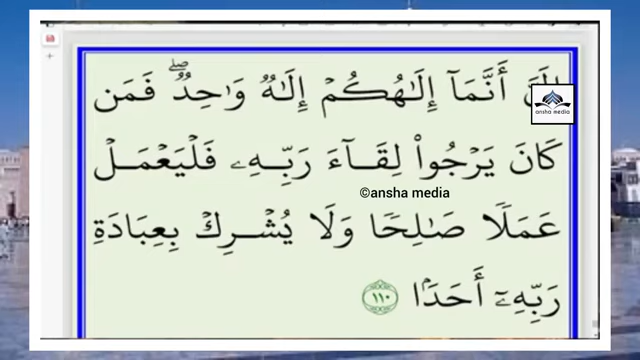 إِلَىَّ أَنَّمَآ إِلَٰهُكُمْ إِلَٰهٌ وَٰحِدٌ ۖ فَمَن
ansha media
كَانَ يَرْجُوا۟ لِقَآءَ رَبِّهِۦ فَلْيَعْمَلْ
©ansha media
عَمَلًا صَٰلِحًا وَلَا يُشْرِكْ بِعِبَادَةِ
رَبِّهِۦٓ أَحَدًۢا ١١٠